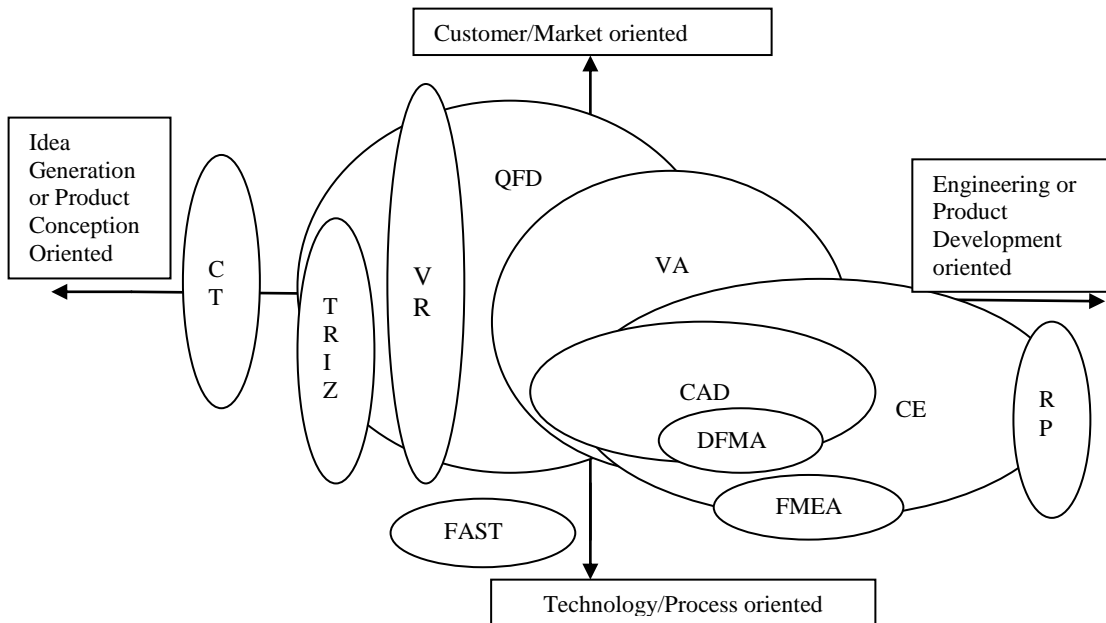 Customer/Market oriented
Idea
Generation
or Product
Conception
Oriented
Engineering or
Product
Development
oriented
QFD
C
T
V
R
VA
T
R
I
Z
CAD
CE
R
P
DFMA
FMEA
FAST
Technology/Process oriented